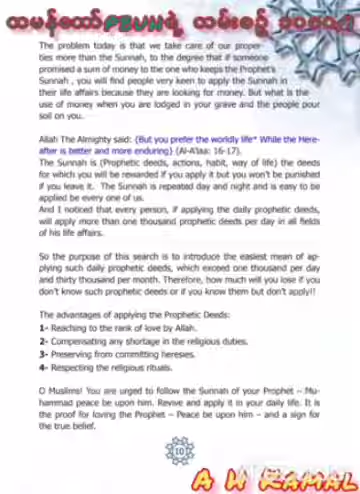 The problem today is that we take care of our proper-
ties more than the Sunnah, to the degree that if someone
promised a sum of money to the one who keeps the Prophet's
Sunnah , you will find people very keen to apply the Sunnah in
their life affairs because they are looking for money. But what is the
use of money when you are lodged in your grave and the people pour
soil on you.
Allah The Almighty said: {But you prefer the worldly life* While the Here-
after is better and more enduring} (Al-A'laa: 16-17).
The Sunnah is (Prophetic deeds, actions, habit, way of life) the deeds
for which you will be rewarded if you apply it but you won't be punished
if you leave it. The Sunnah is repeated day and night and is easy to be
applied be every one of us.
And I noticed that every person, if applying the daily prophetic deeds,
will apply more than one thousand prophetic deeds per day in all fields
of his life affairs.
So the purpose of this search is to introduce the easiest mean of ap-
plying such daily prophetic deeds, which exceed one thousand per day
and thirty thousand per month. Therefore, how much will you lose if you
don't know such prophetic deeds or if you know them but don't apply!!
The advantages of applying the Prophetic Deeds:
1- Reaching to the rank of love by Allah.
2- Compensating any shortage in the religious duties.
3- Preserving from committing heresies.
4- Respecting the religious rituals.
O Muslims! You are urged to follow the Sunnah of your Prophet – Mu-
hammad peace be upon him. Revive and apply it in your daily life. It is
the proof for loving the Prophet – Peace be upon him – and a sign for
the true belief.
10
A H KAMAL